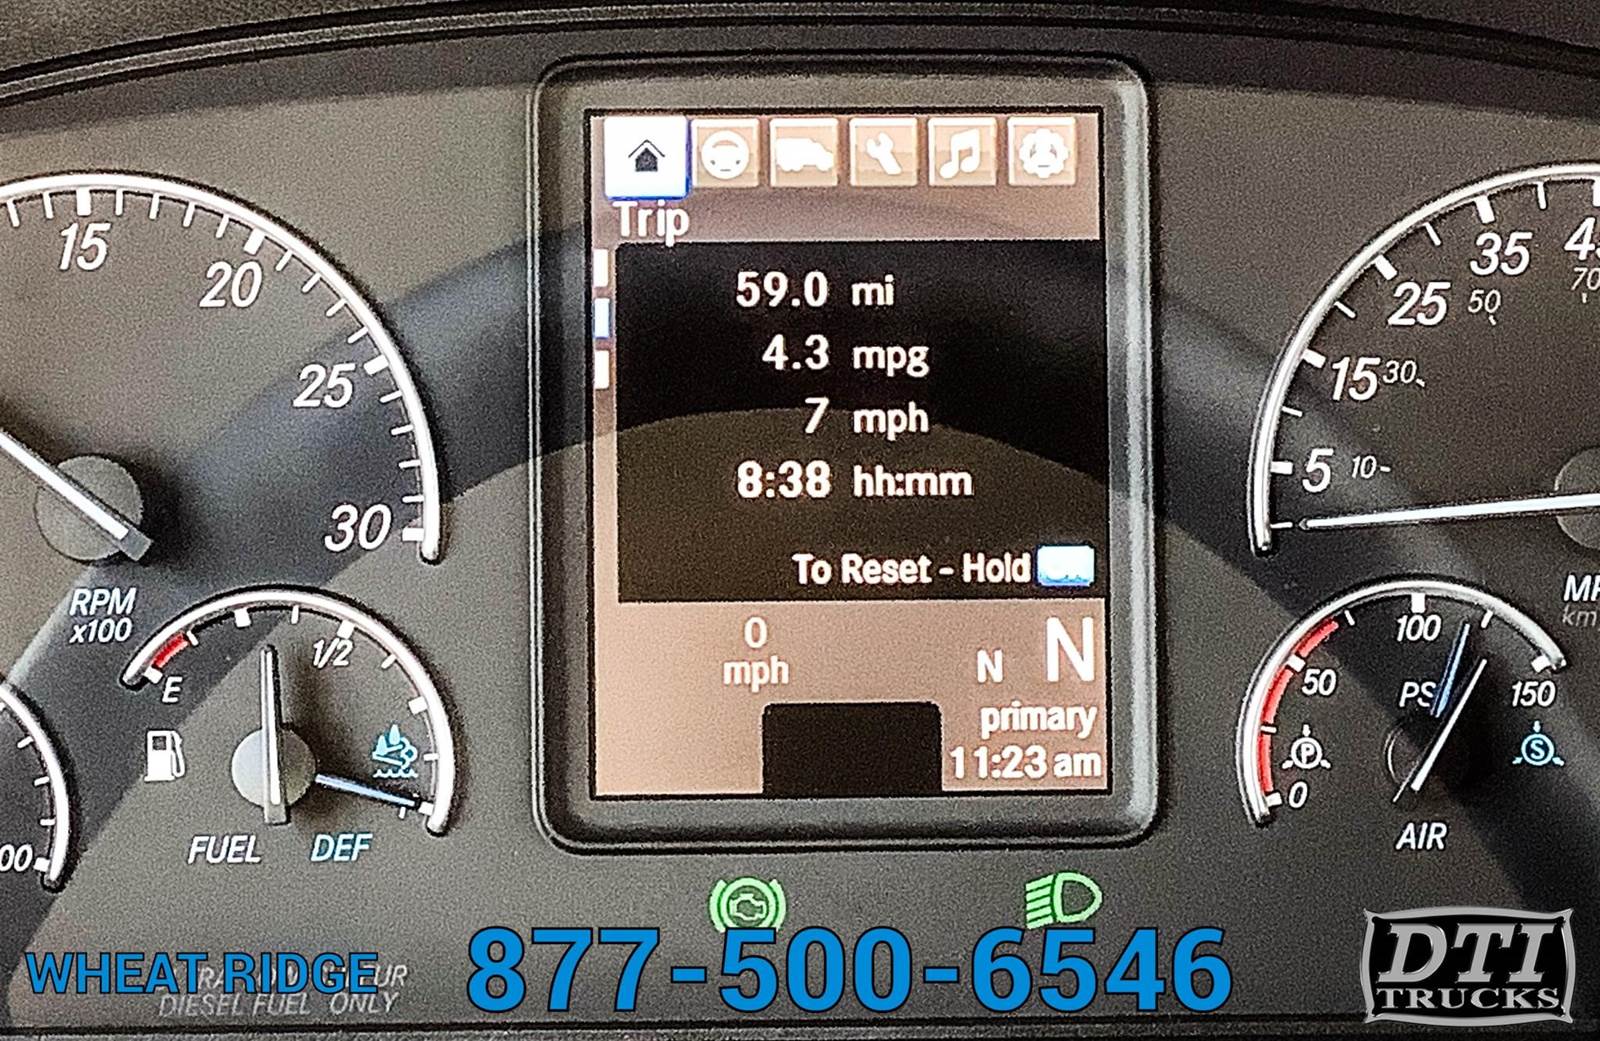 15
20
25
30
RPM
x100
E
1/2
FUEL
DEF
00
Trip
59.0 mi
4.3 mpg
7 mph
8:38 hh:mm
To Reset - Hold
0
mph
N N
primary
11:23 am
5 10
15 30
25 50
35
70
0
50
100
150
P
S
AIR
WHEAT RIDGE
DIESEL FUEL ONLY
877-500-6546
DTI
TRUCKS